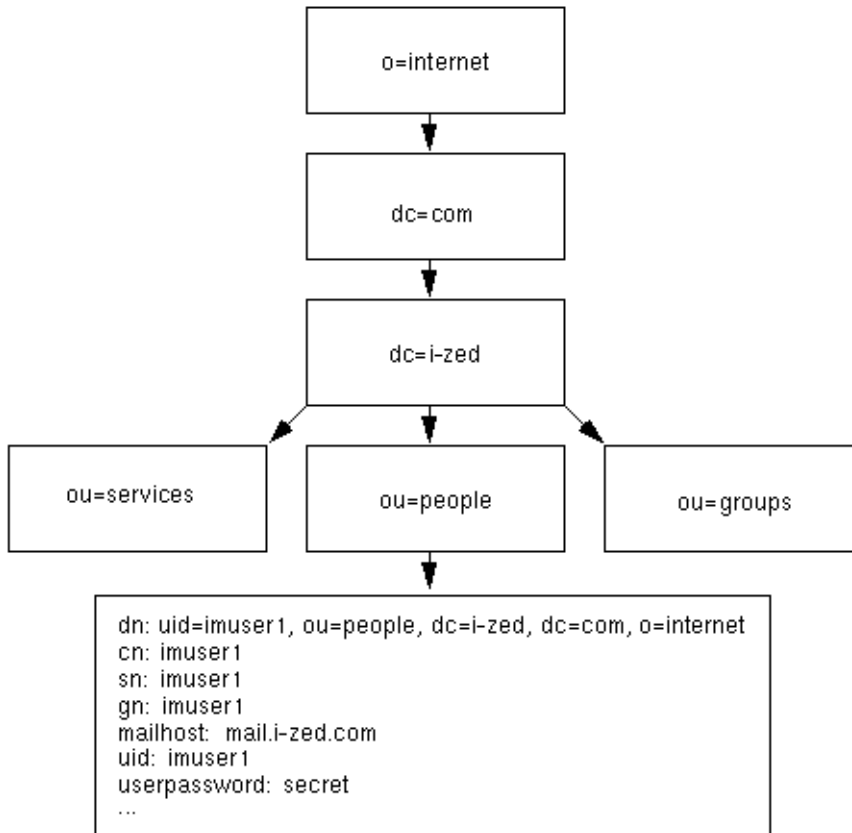 o=internet
dc=com
dc=i-zed
ou=services
ou=people
ou=groups
dn: uid=imuser1, ou=people, dc=i-zed, dc=com, o=internet
cn: imuser1
sn: imuser1
gn: imuser1
mailhost: mail.i-zed.com
uid: imuser1
userpassword: secret
...